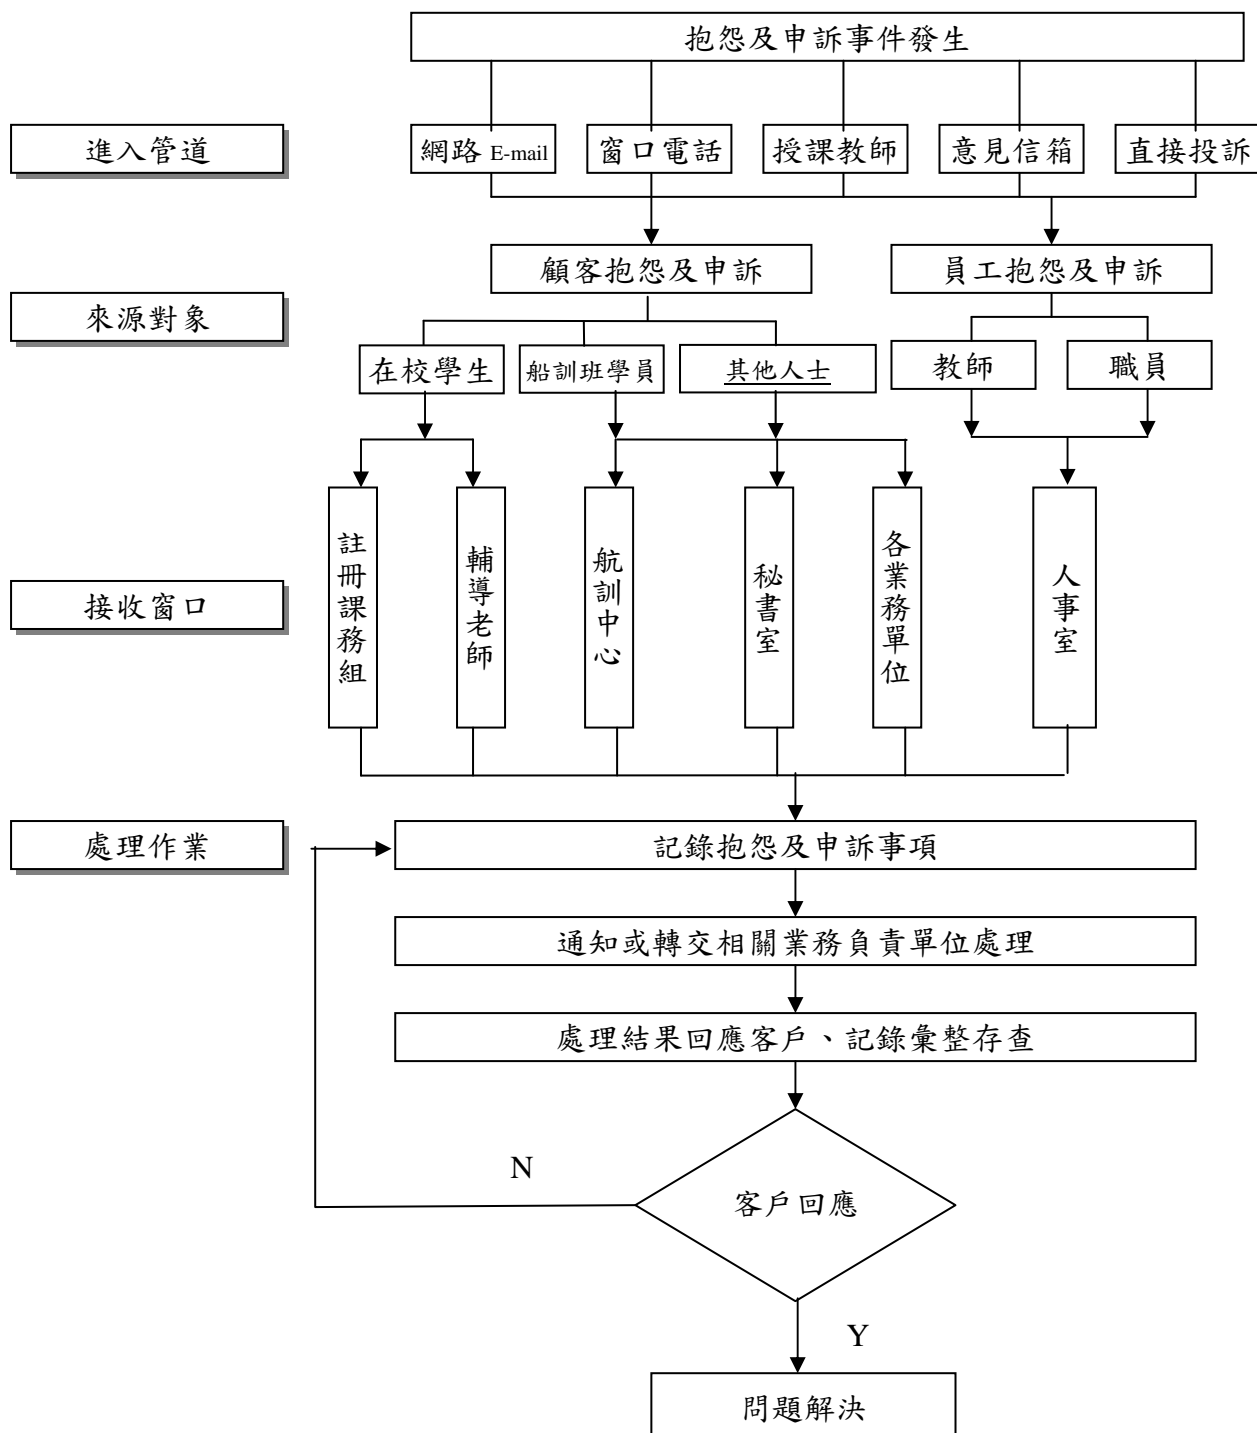 抱怨及申訴事件發生
進入管道
網路 E-mail
窗口電話
授課教師
意見信箱
直接投訴
顧客抱怨及申訴
員工抱怨及申訴
來源對象
在校學生
船訓班學員
其他人士
教師
職員
接收窗口
註冊課務組
輔導老師
航訓中心
秘書室
各業務單位
人事室
處理作業
記錄抱怨及申訴事項
通知或轉交相關業務負責單位處理
處理結果回應客戶、記錄彙整存查
N
客戶回應
Y
問題解決